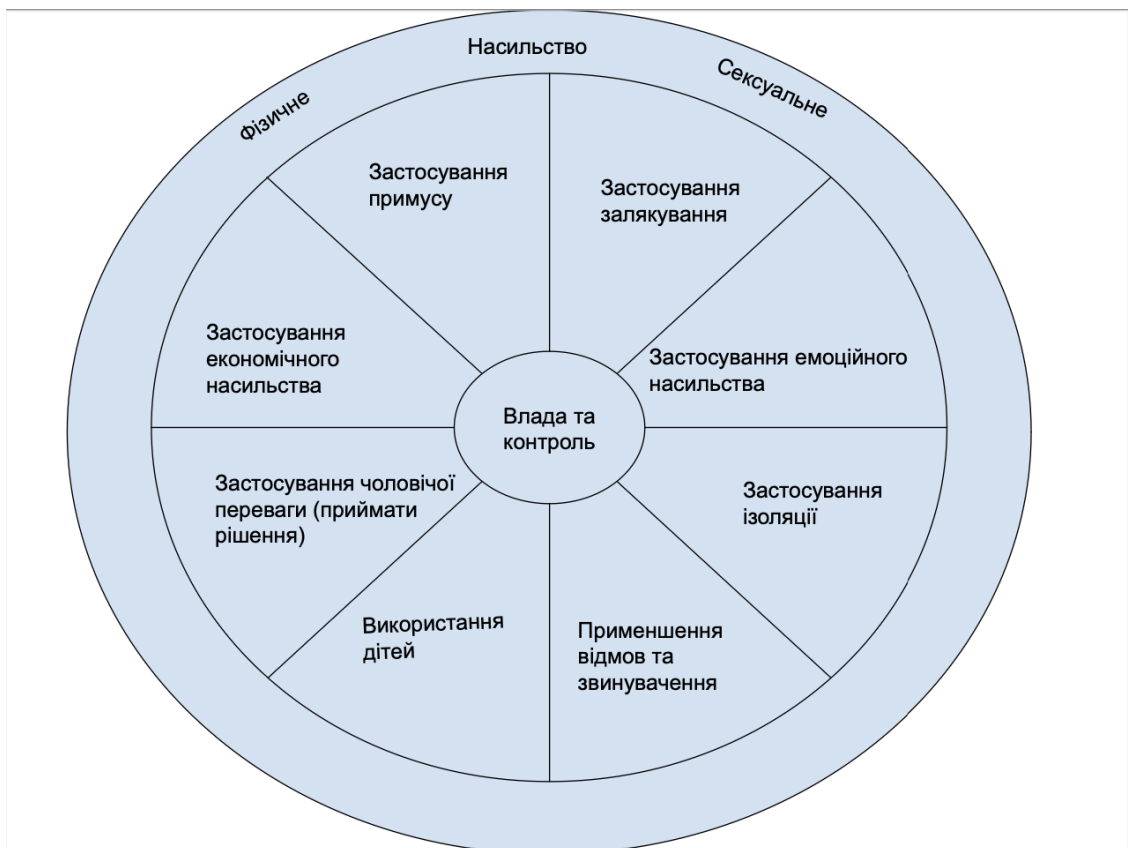 Насильство
Фізичне
Сексуальне
Застосування
примусу
Застосування
залякування
Застосування
економічного
насильства
Застосування емоційного
насильства
Влада та
контроль
Застосування чоловічої
переваги (приймати
рішення)
Застосування
ізоляції
Використання
дітей
Применшення
відмов та
звинувачення